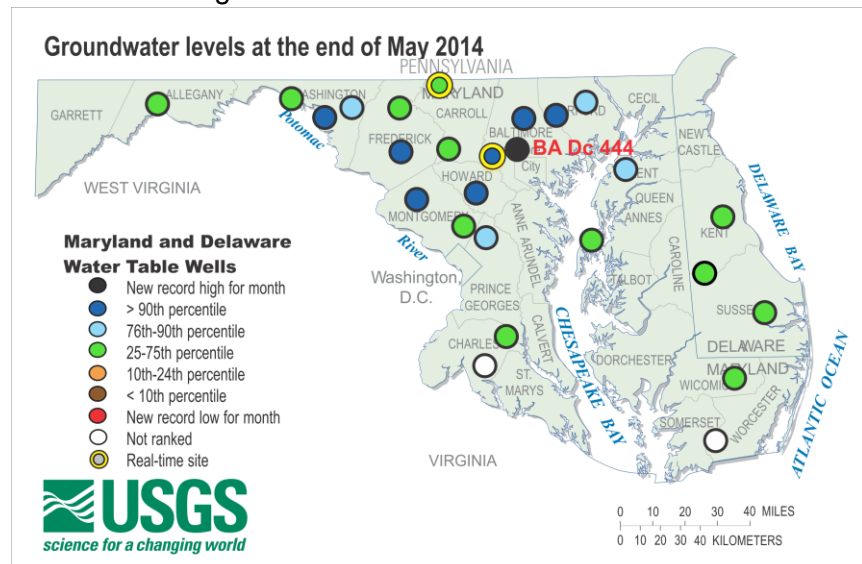 Groundwater levels at the end of May 2014
PENNSYLVANIA
MARYLAND
ALLEGANY
GARRETT
CARROLL
CECIL
BALTIMORE
BA Dc 444
City
NEW
CASTLE
Potomac
FREDERICK
HOWARD
WEST VIRGINIA
MONTGOMERY
River
ANNE ARUNDEL
QUEEN
ANNES
KENT
DELAWARE BAY
Washington,
D.C.
PRINCE
GEORGES
CALVERT
TALBOT
CAROLINE
CHARLES
ST.
MARYS
CHESAPEAKE BAY
DORCHESTER
DELAWARE
MARYLAND
SOMERSET
WORCESTER
ATLANTIC OCEAN
VIRGINIA
Maryland and Delaware
Water Table Wells
New record high for month
> 90th percentile
76th-90th percentile
25-75th percentile
10th-24th percentile
< 10th percentile
New record low for month
Not ranked
Real-time site
USGS
science for a changing world
0 10 20 30 40 MILES
0 10 20 30 40 KILOMETERS